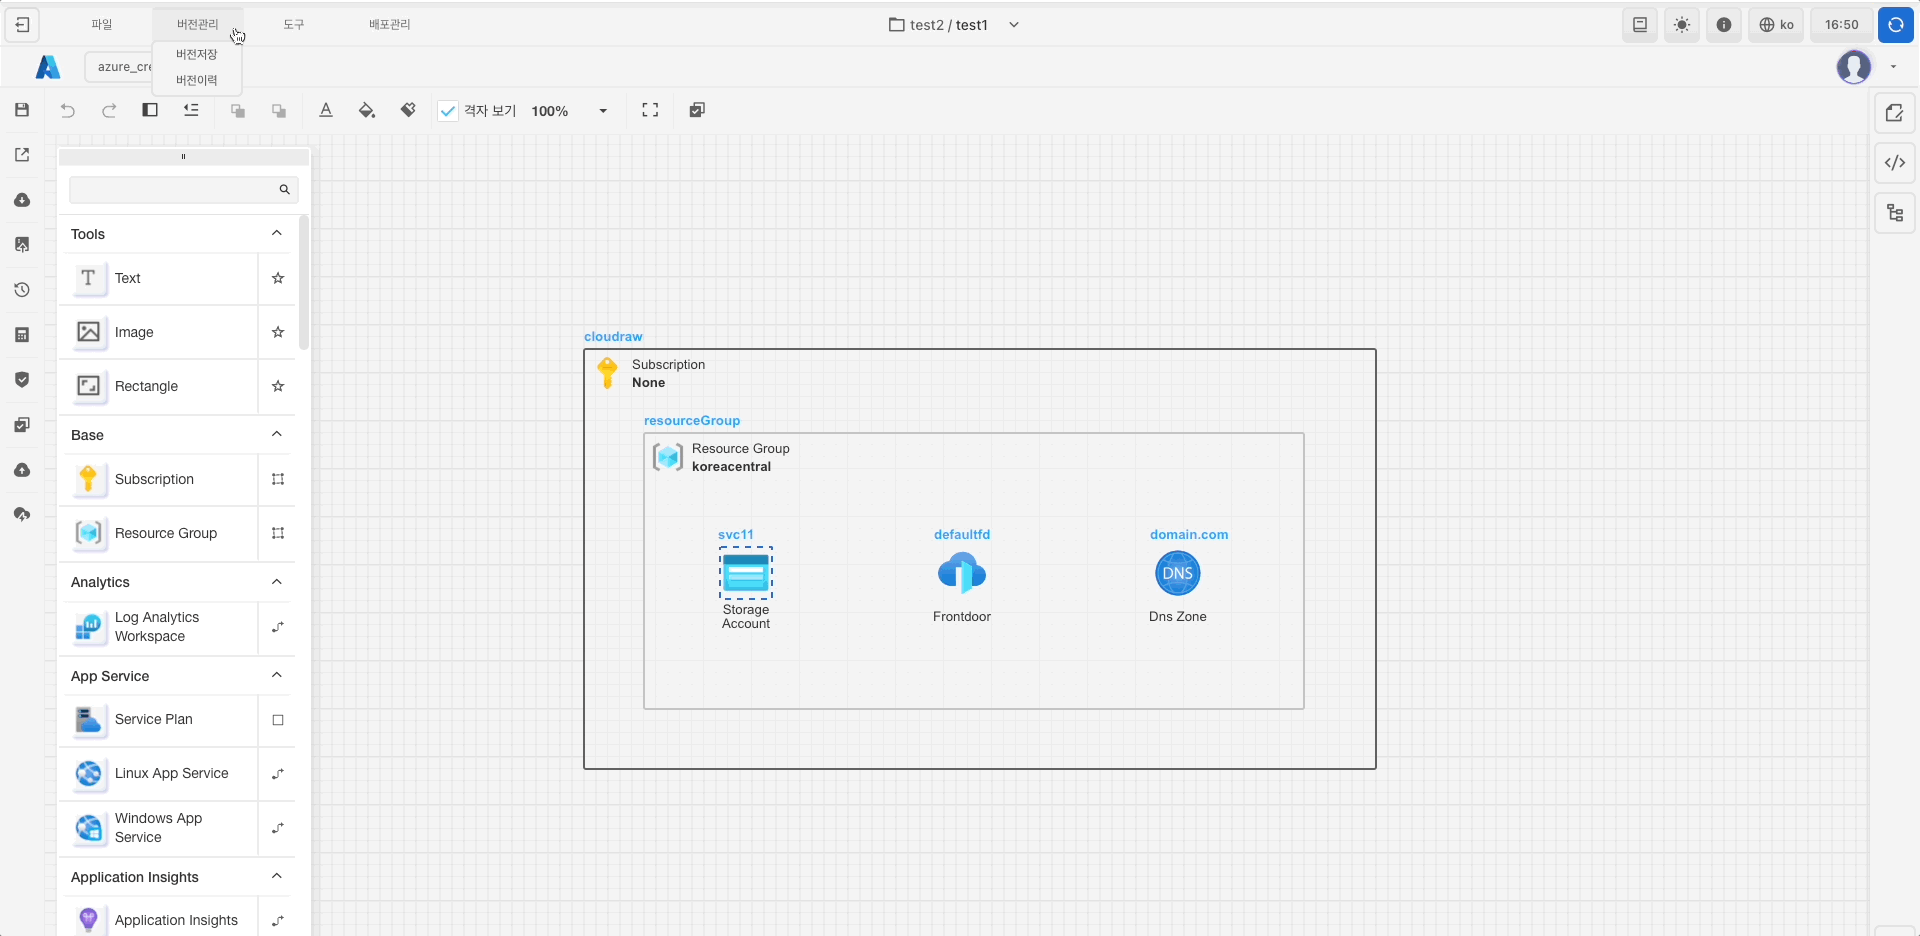 파일
버전관리
도구
배포관리
test2 / test1
ko
16:50
버전저장
버전이력
azure_cre
격자 보기
100%
Tools
Text
Image
Rectangle
Base
Subscription
Resource Group
Analytics
Log Analytics
Workspace
App Service
Service Plan
Linux App Service
Windows App
Service
Application Insights
Application Insights
cloudraw
Subscription
None
resourceGroup
Resource Group
koreacentral
svc11
defaultfd
domain.com
DNS
Storage
Account
Frontdoor
Dns Zone